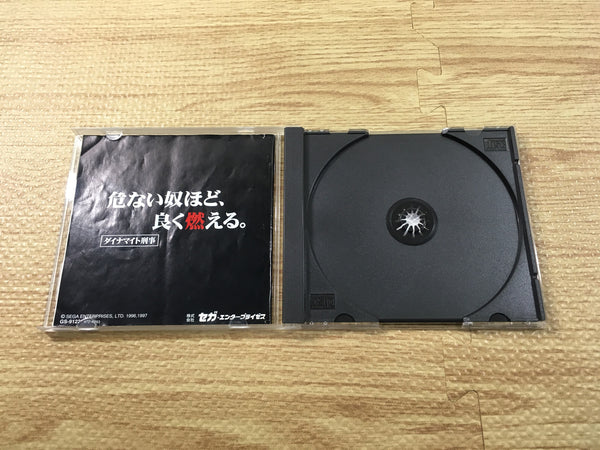 危ない奴ほど、
良く燃える。
ダイナマイト刑事
© SEGA ENTERPRISES, LTD. 1996,1997
株式会社 セガ・エンタープライゼス